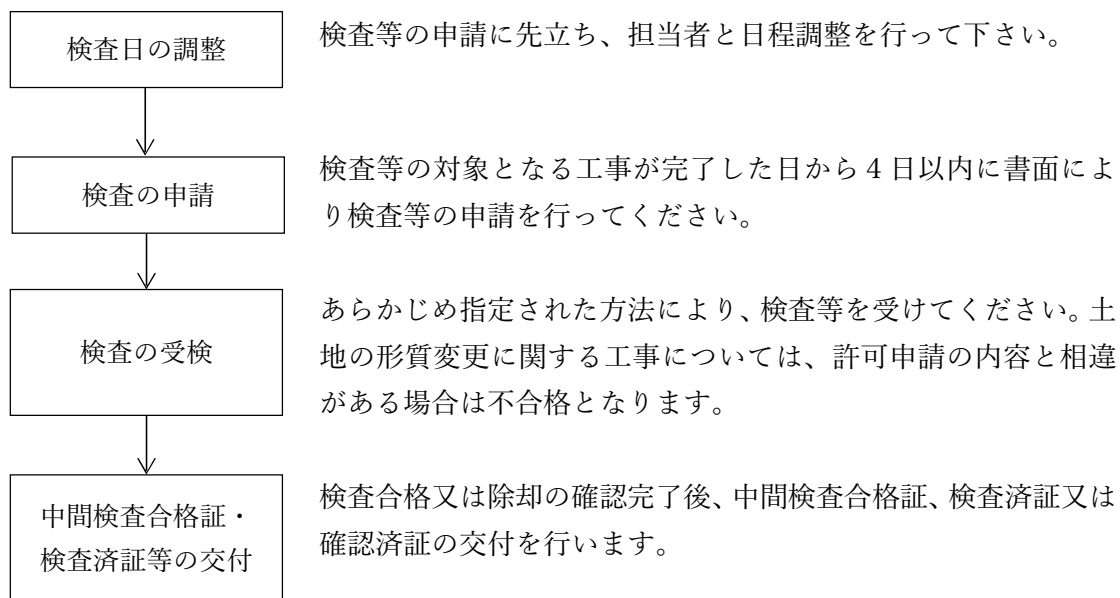 検査日の調整
検査等の申請に先立ち、担当者と日程調整を行って下さい。
検査の申請
検査等の対象となる工事が完了した日から4日以内に書面によ
り検査等の申請を行ってください。
検査の受検
あらかじめ指定された方法により、検査等を受けてください。土
地の形質変更に関する工事については、許可申請の内容と相違
がある場合は不合格となります。
中間検査合格証・
検査済証等の交付
検査合格又は除却の確認完了後、中間検査合格証、検査済証又は
確認済証の交付を行います。